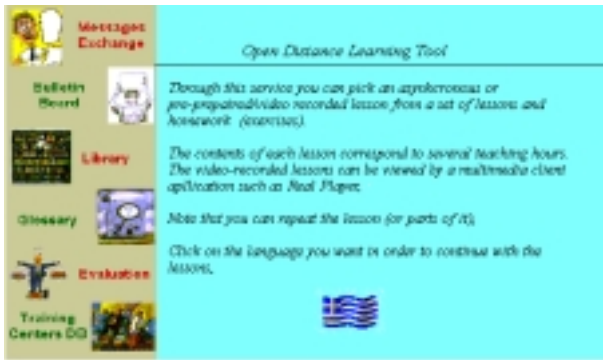 Messages
Exchange
Bulletin
Board
Library
Glossary
Evaluation
Training
Centers DB
Open Distance Learning Tool
Through this service you can pick an asynkcronous or
pre-prepaired/video recorded lesson from a set of lessons and
homework (exercises).
The contents of each lesson correspond to several teaching hours.
The video-recorded lessons can be viewed by a multimedia client
apllication such as Real Player,
Note that you can repeat the lesson (or parts of it),
Click on the language you want in order to continue with the
lessons,